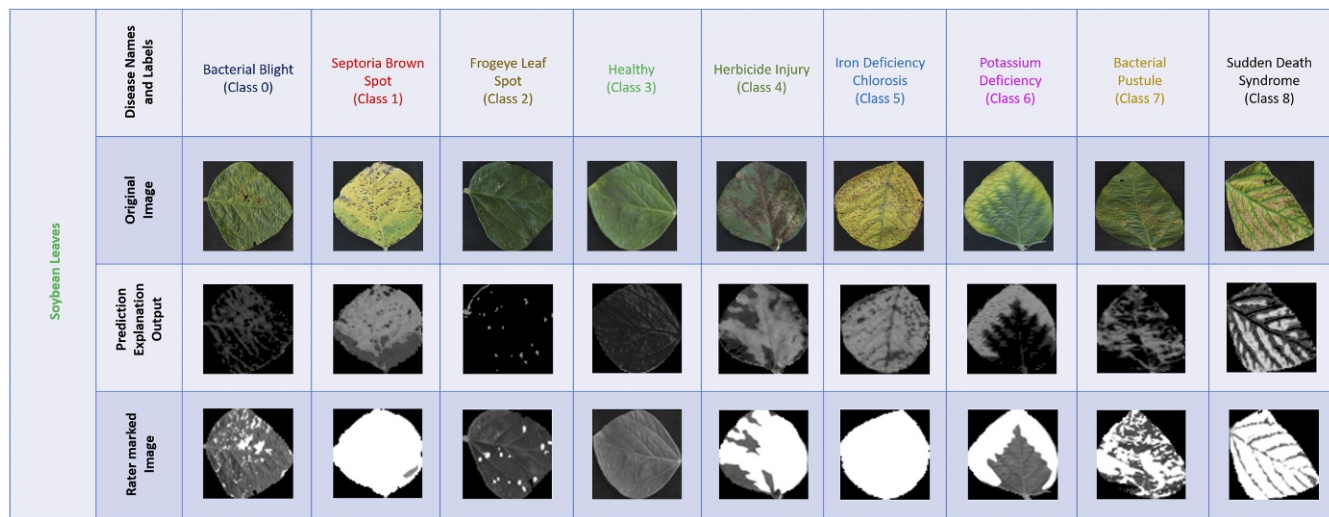 Soybean Leaves
Disease Names
and Labels
Bacterial Blight
(Class 0)
Septoria Brown
Spot
(Class 1)
Frogeye Leaf
Spot
(Class 2)
Healthy
(Class 3)
Herbicide Injury
(Class 4)
Iron Deficiency
Chlorosis
(Class 5)
Potassium
Deficiency
(Class 6)
Bacterial
Pustule
(Class 7)
Sudden Death
Syndrome
(Class 8)
Original
Image
Prediction
Explanation
Output
Rater marked
Image